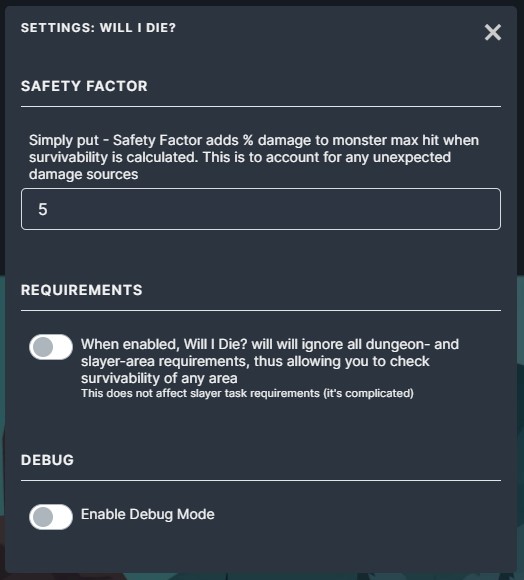 SETTINGS: WILL I DIE?
SAFETY FACTOR
Simply put - Safety Factor adds % damage to monster max hit when
survivability is calculated. This is to account for any unexpected
damage sources
5
REQUIREMENTS
When enabled, Will I Die? will will ignore all dungeon- and
slayer-area requirements, thus allowing you to check
survivability of any area
This does not affect slayer task requirements (it's complicated)
DEBUG
Enable Debug Mode